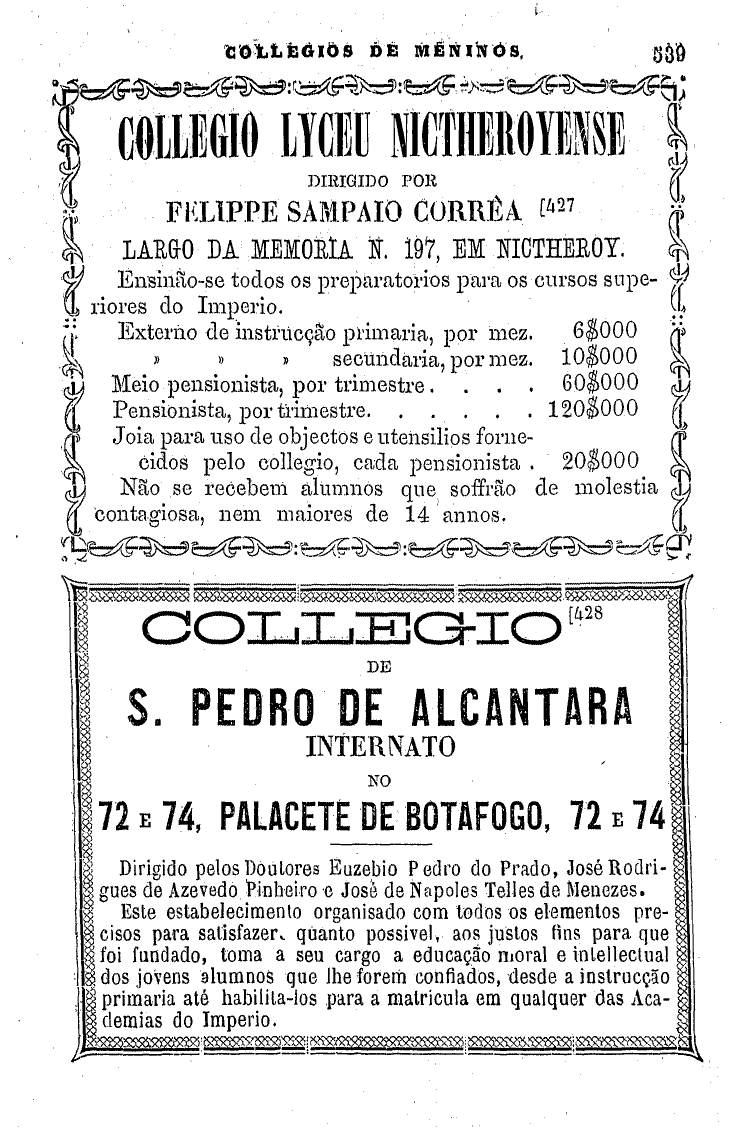 COLLEGIOS DE MENINOS.
539
COLLEGIO LYCEU NICTHEROYENSE
DIRIGIDO POR
FELIPPE SAMPAIO CORRÊA [427
LARGO DA MEMORIA N. 197, EM NICTHEROY.
Ensinão-se todos os preparatorios para os cursos supe-
riores do Imperio.
Externo de instrucção primaria, por mez. 6$000
» » » secundaria, por mez. 10$000
Meio pensionista, por trimestre. . . . . 60$000
Pensionista, por trimestre. . . . . . 120$000
Joia para uso de objectos e utensilios forne-
cidos pelo collegio, cada pensionista . 20$000
Não se recebem alumnos que soffrão de molestia
contagiosa, nem maiores de 14 annos.
COLLEGIO [428
DE
S. PEDRO DE ALCANTARA
INTERNATO
NO
72 E 74, PALACETE DE BOTAFOGO, 72 E 74
Dirigido pelos Doutores Euzebio Pedro do Prado, José Rodri-
gues de Azevedo Pinheiro e José de Napoles Telles de Menezes.
Este estabelecimento organisado com todos os elementos pre-
cisos para satisfazer, quanto possivel, aos justos fins para que
foi fundado, toma a seu cargo a educação moral e intellectual
dos jovens alumnos que lhe forem confiados, desde a instrucção
primaria até habilita-los para a matricula em qualquer das Aca-
demias do Imperio.